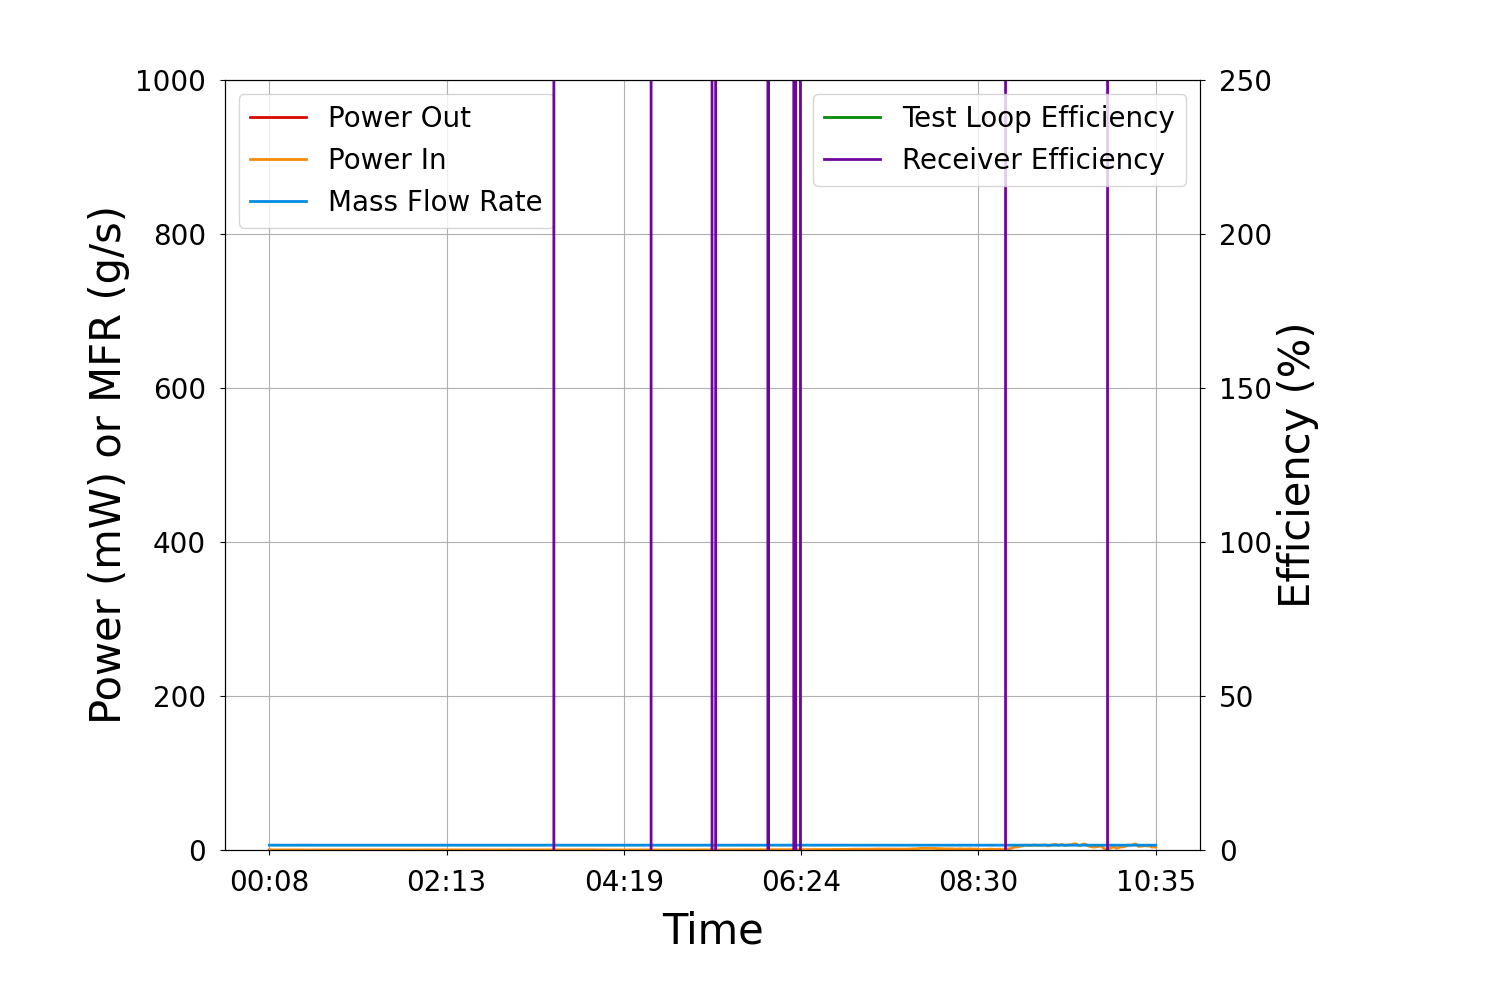 Power Out
Power In
Mass Flow Rate
Test Loop Efficiency
Receiver Efficiency
1000
800
600
400
200
0
250
200
150
100
50
0
Power (mW) or MFR (g/s)
Efficiency (%)
00:08 02:13 04:19 06:24 08:30 10:35
Time